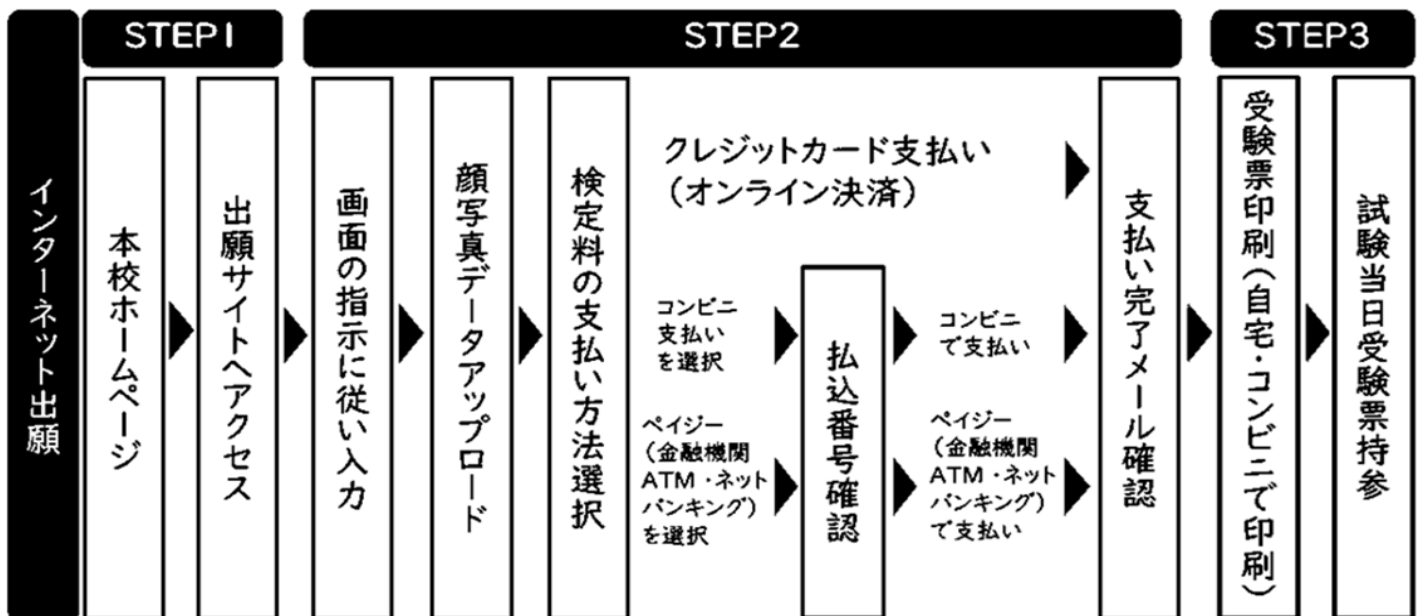 インターネット出願
STEP1
本校ホームページ
出願サイトへアクセス
STEP2
画面の指示に従い入力
顔写真データアップロード
検定料の支払い方法選択
クレジットカード支払い
（オンライン決済）
コンビニ
支払い
を選択
ペイジー
（金融機関
ATM・ネット
バンキング）
を選択
払込番号確認
コンビニ
で支払い
ペイジー
（金融機関
ATM・ネット
バンキング）
で支払い
支払い完了メール確認
STEP3
受験票印刷（自宅・コンビニで印刷）
試験当日受験票持参